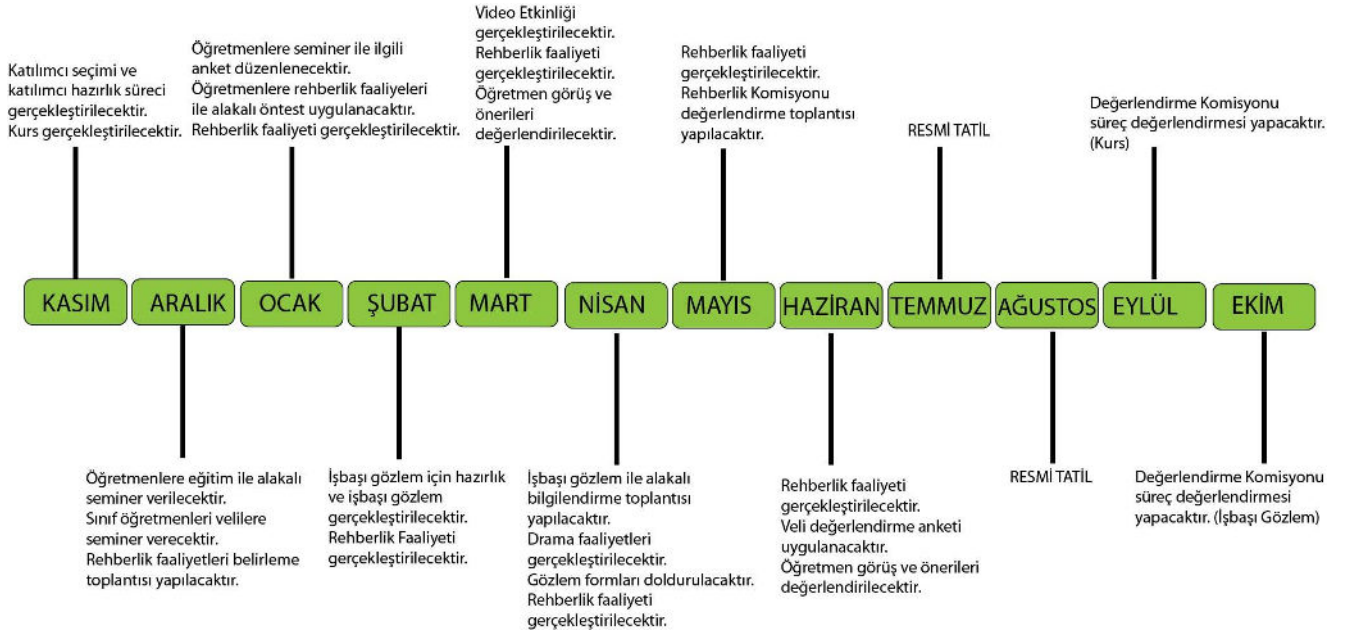 Katılımcı seçimi ve
katılımcı hazırlık süreci
gerçekleştirilecektir.
Kurs gerçekleştirilecektir.
Öğretmenlere seminer ile ilgili
anket düzenlenecektir.
Öğretmenlere rehberlik faaliyeleri
ile alakalı öntest uygulanacaktır.
Rehberlik faaliyeti gerçekleştirilecektir.
Video Etkinliği
gerçekleştirilecektir.
Rehberlik faaliyeti
gerçekleştirilecektir.
Öğretmen görüş ve
önerileri
değerlendirilecektir.
Rehberlik faaliyeti
gerçekleştirilecektir.
Rehberlik Komisyonu
değerlendirme toplantısı
yapılacaktır.
RESMİ TATİL
Değerlendirme Komisyonu
süreç değerlendirmesi yapacaktır.
(Kurs)
KASIM
ARALIK
OCAK
ŞUBAT
MART
NİSAN
MAYIS
HAZİRAN
TEMMUZ
AĞUSTOS
EYLÜL
EKİM
Öğretmenlere eğitim ile alakalı
seminer verilecektir.
Sınıf öğretmenleri velilere
seminer verecektir.
Rehberlik faaliyetleri belirleme
toplantısı yapılacaktır.
İşbaşı gözlem için hazırlık
ve işbaşı gözlem
gerçekleştirilecektir.
Rehberlik Faaliyeti
gerçekleştirilecektir.
İşbaşı gözlem ile alakalı
bilgilendirme toplantısı
yapılacaktır.
Drama faaliyetleri
gerçekleştirilecektir.
Gözlem formları doldurulacaktır.
Rehberlik faaliyeti
gerçekleştirilecektir.
Rehberlik faaliyeti
gerçekleştirilecektir.
Veli değerlendirme anketi
uygulanacaktır.
Öğretmen görüş ve önerileri
değerlendirilecektir.
RESMİ TATİL
Değerlendirme Komisyonu
süreç değerlendirmesi
yapacaktır. (İşbaşı Gözlem)